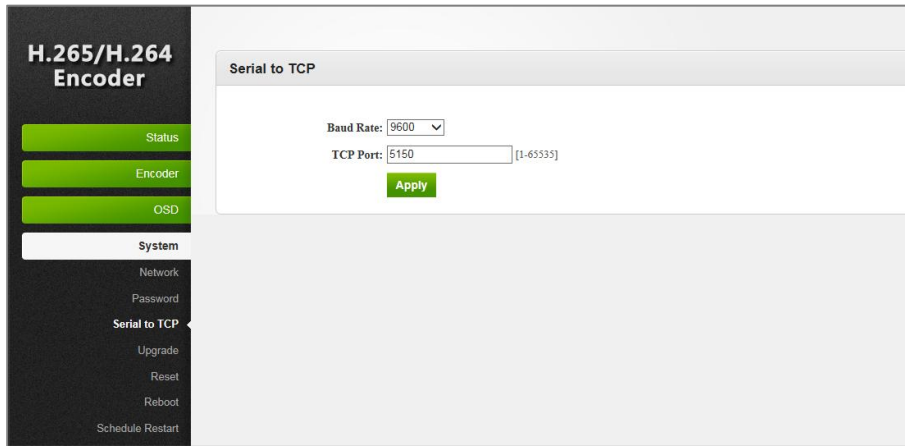 H.265/H.264
Encoder
Status
Encoder
OSD
System
Network
Password
Serial to TCP
Upgrade
Reset
Reboot
Schedule Restart
Serial to TCP
Baud Rate: 9600
TCP Port: 5150 [1-65535]
Apply